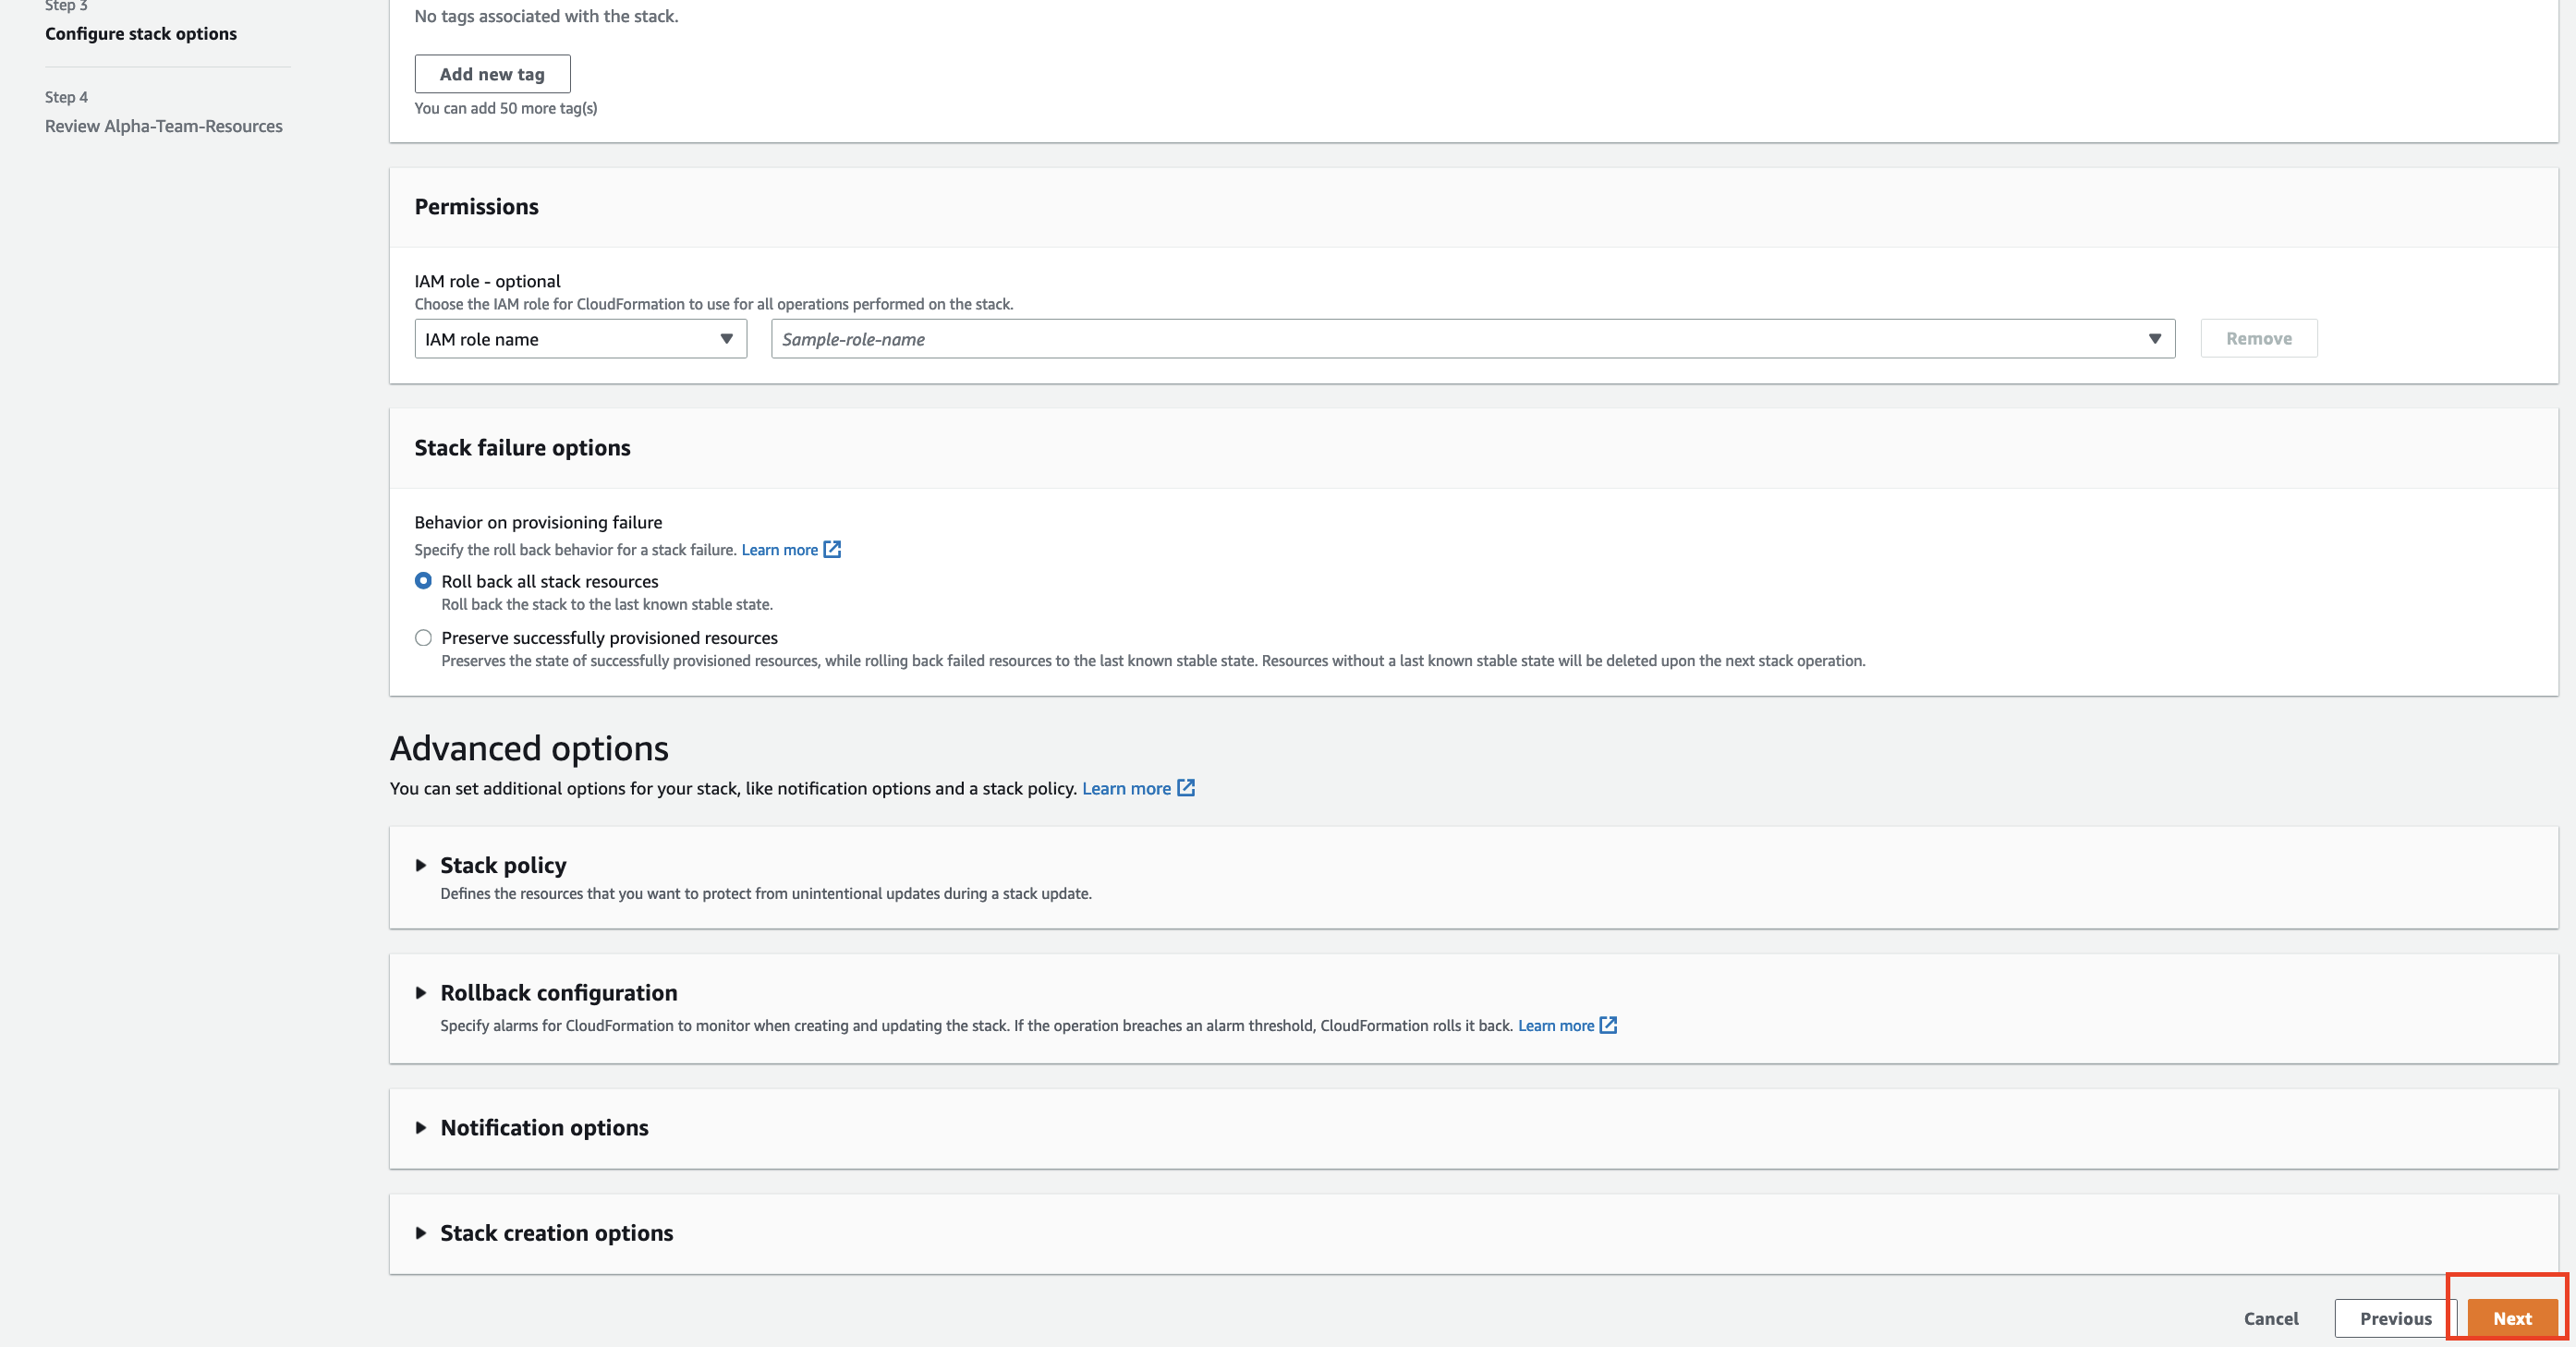 Step 3
Configure stack options
Step 4
Review Alpha-Team-Resources
No tags associated with the stack.
Add new tag
You can add 50 more tag(s)
Permissions
IAM role - optional
Choose the IAM role for CloudFormation to use for all operations performed on the stack.
IAM role name
Sample-role-name
Remove
Stack failure options
Behavior on provisioning failure
Specify the roll back behavior for a stack failure. Learn more
Roll back all stack resources
Roll back the stack to the last known stable state.
Preserve successfully provisioned resources
Preserves the state of successfully provisioned resources, while rolling back failed resources to the last known stable state. Resources without a last known stable state will be deleted upon the next stack operation.
Advanced options
You can set additional options for your stack, like notification options and a stack policy. Learn more
Stack policy
Defines the resources that you want to protect from unintentional updates during a stack update.
Rollback configuration
Specify alarms for CloudFormation to monitor when creating and updating the stack. If the operation breaches an alarm threshold, CloudFormation rolls it back. Learn more
Notification options
Stack creation options
Cancel
Previous
Next